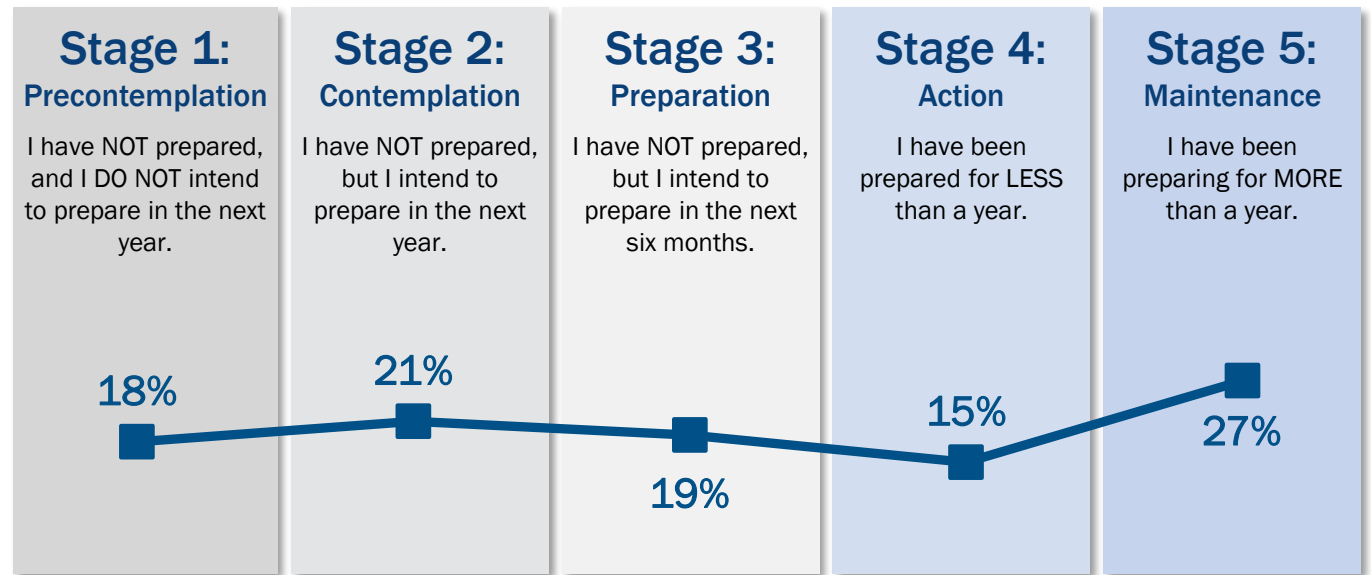 Stage 1:
Precontemplation
I have NOT prepared,
and I DO NOT intend
to prepare in the next
year.
18%
Stage 2:
Contemplation
I have NOT prepared,
but I intend to
prepare in the next
year.
21%
Stage 3:
Preparation
I have NOT prepared,
but I intend to
prepare in the next
six months.
19%
Stage 4:
Action
I have been
prepared for LESS
than a year.
15%
Stage 5:
Maintenance
I have been
preparing for MORE
than a year.
27%